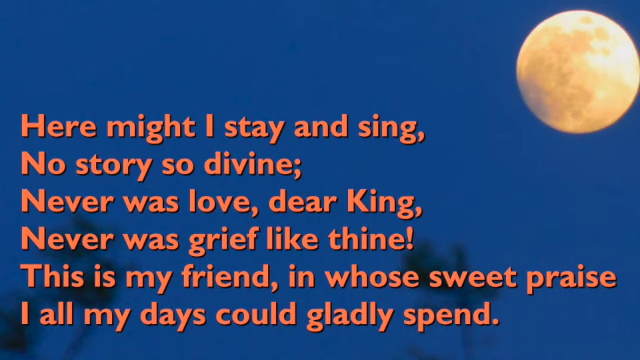 Here might I stay and sing,
No story so divine;
Never was love, dear King,
Never was grief like thine!
This is my friend, in whose sweet praise
I all my days could gladly spend.